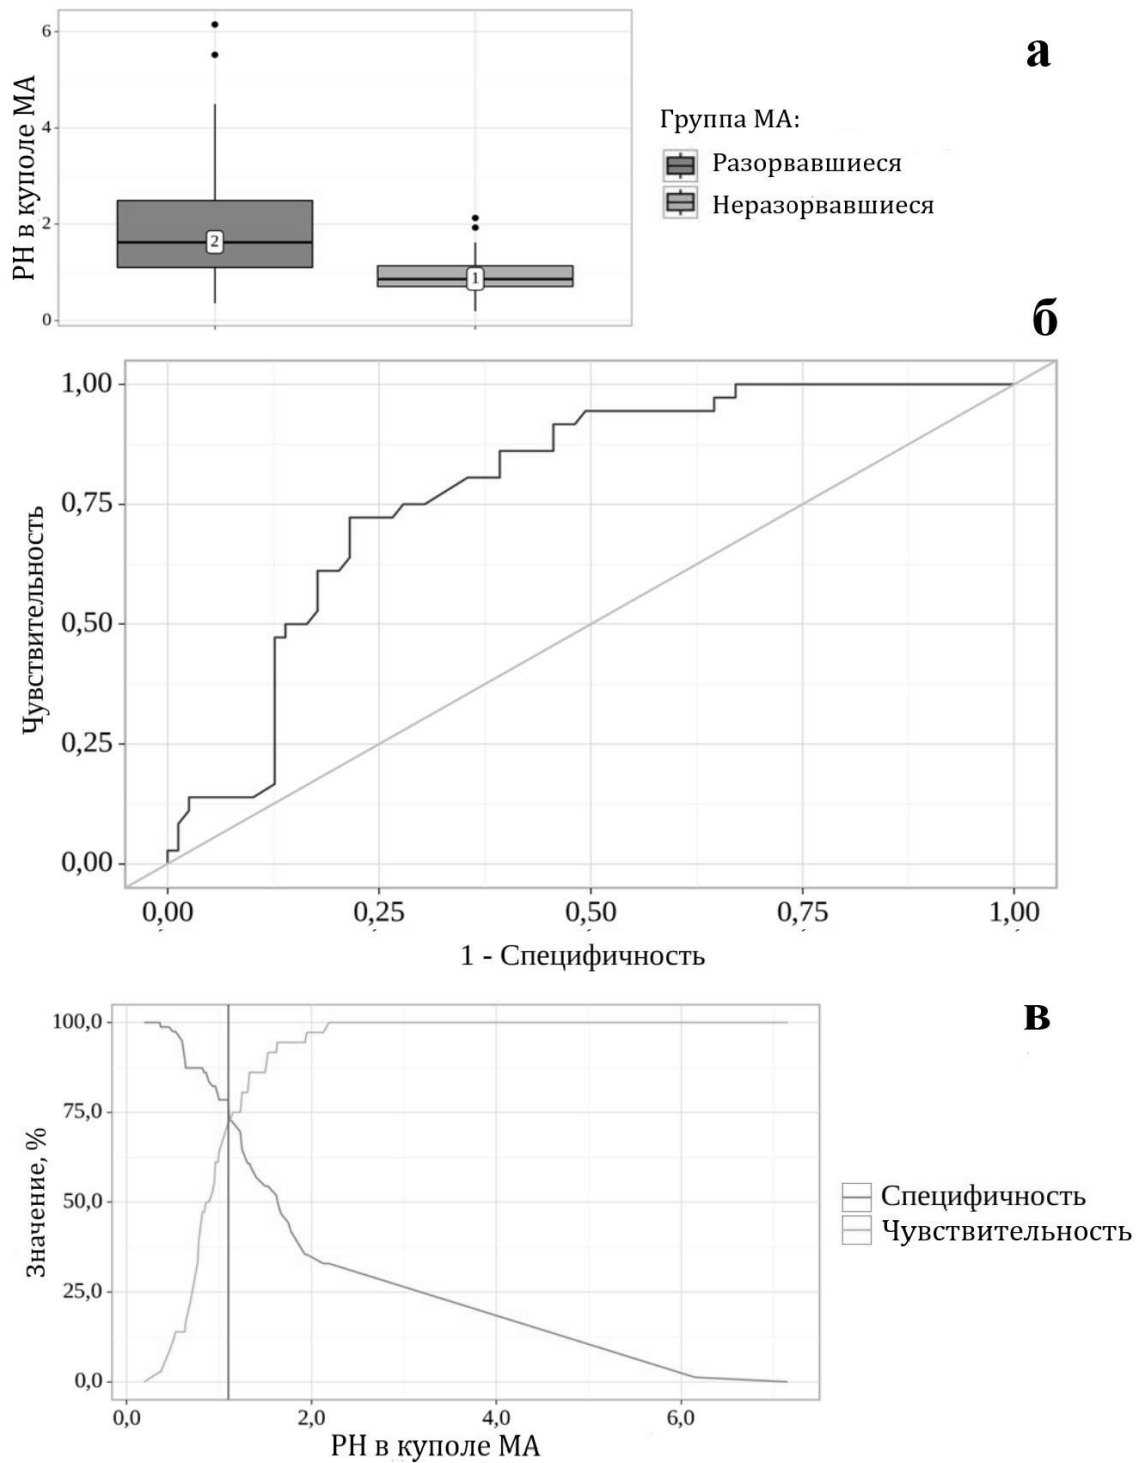 а
6
4
2
0
РН в куполе МА
2
1
Группа МА:
Разорвавшиеся
Неразорвавшиеся
б
1,00
0,75
0,50
0,25
0,00
Чувствительность
0,00 0,25 0,50 0,75 1,00
1 - Специфичность
в
100,0
75,0
50,0
25,0
0,0
Значение, %
0,0 2,0 4,0 6,0
РН в куполе МА
Специфичность
Чувствительность